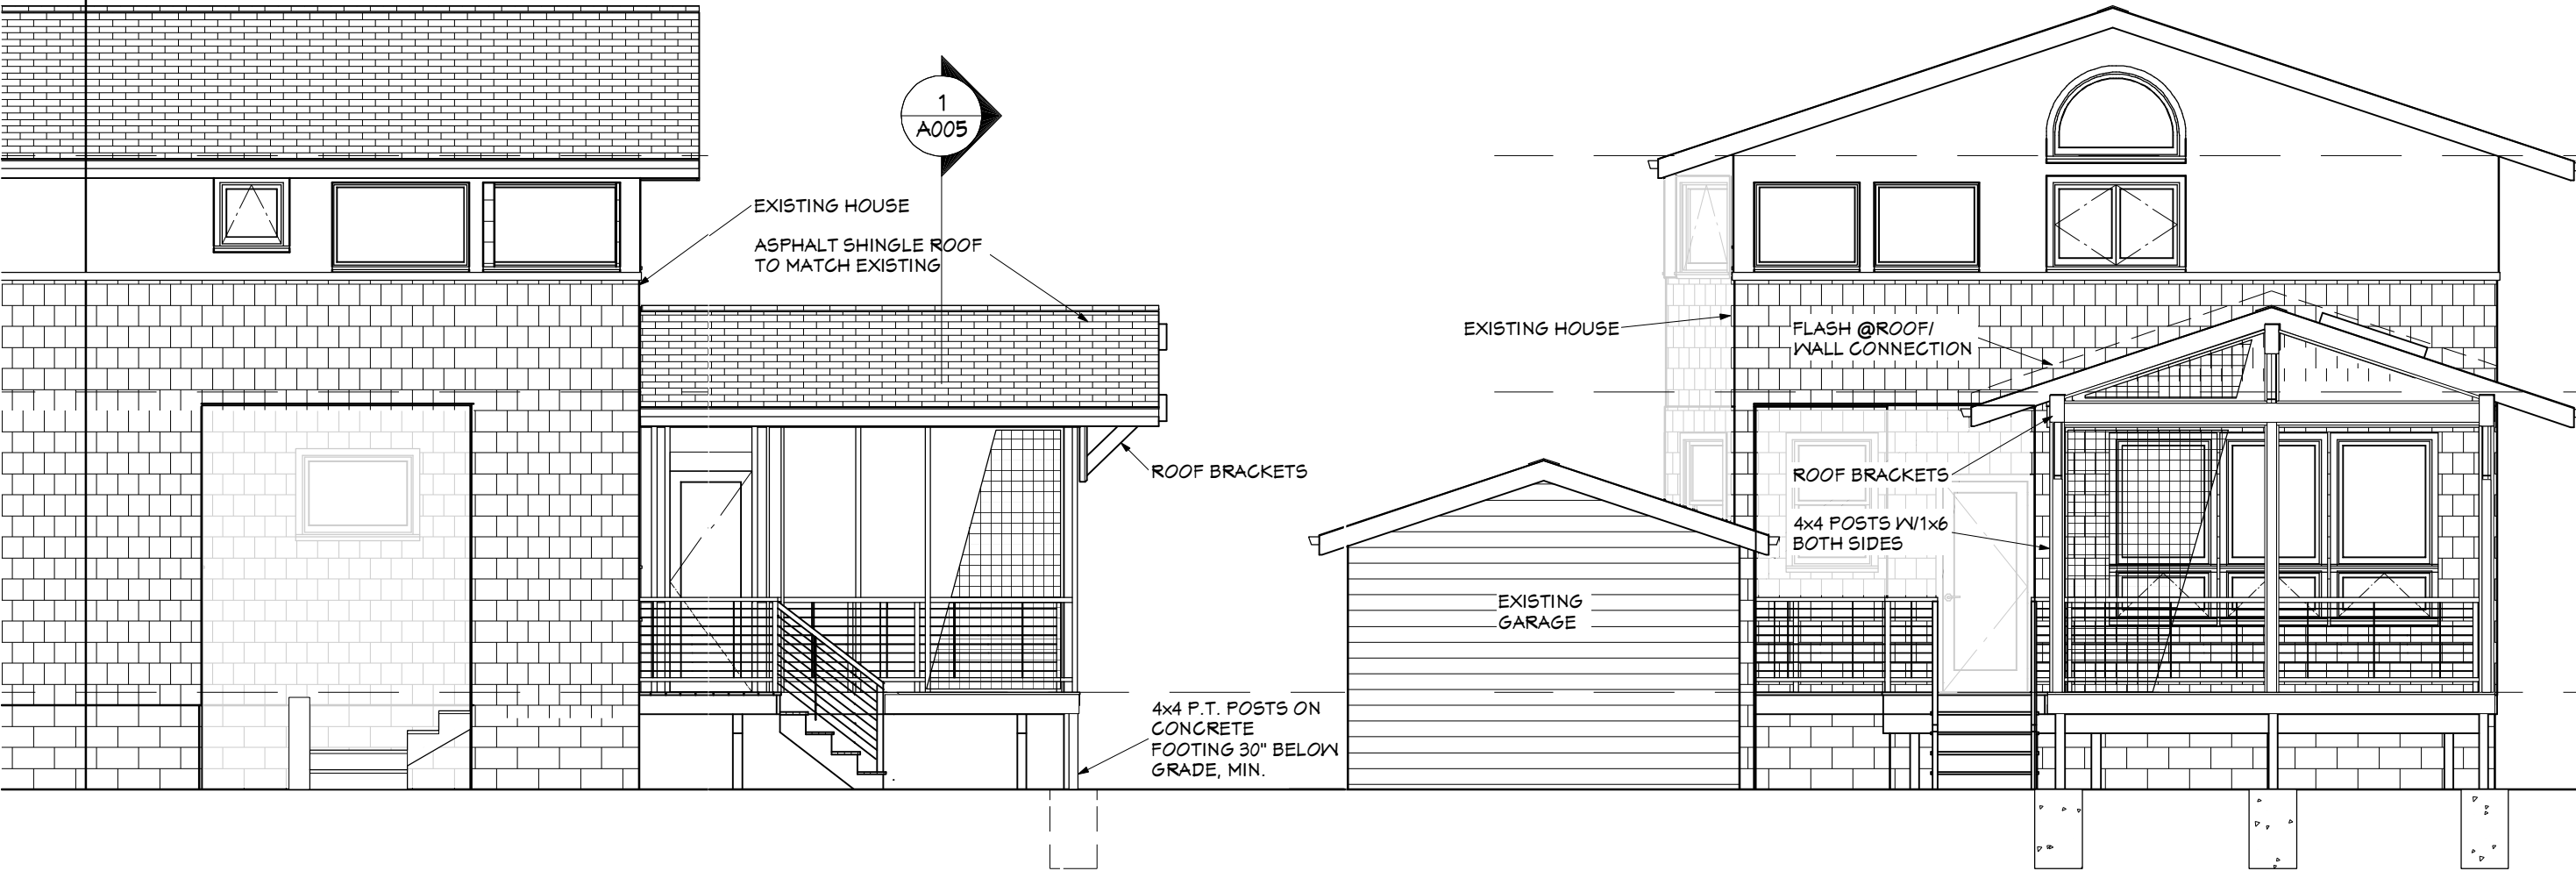 1
A005
EXISTING HOUSE
ASPHALT SHINGLE ROOF
TO MATCH EXISTING
ROOF BRACKETS
4x4 P.T. POSTS ON
CONCRETE
FOOTING 30" BELOW
GRADE, MIN.
EXISTING HOUSE
FLASH @ROOF/
WALL CONNECTION
ROOF BRACKETS
4x4 POSTS W/1x6
BOTH SIDES
EXISTING
GARAGE